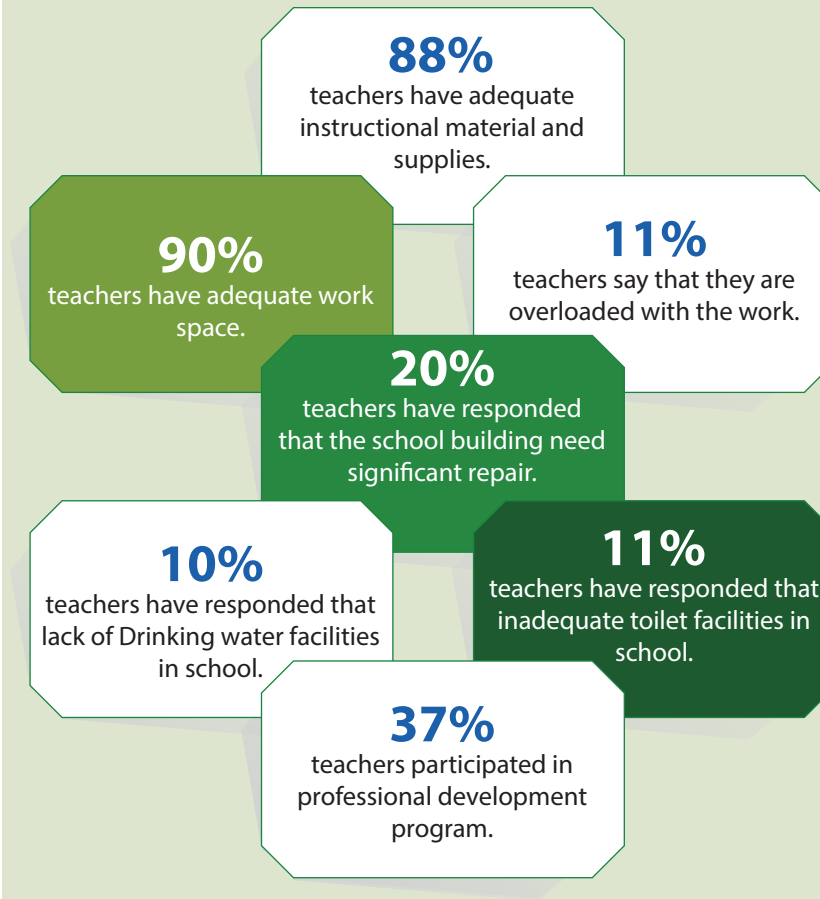 88%
teachers have adequate
instructional material and
supplies.
90%
teachers have adequate work
space.
11%
teachers say that they are
overloaded with the work.
20%
teachers have responded
that the school building need
significant repair.
10%
teachers have responded that
lack of Drinking water facilities
in school.
11%
teachers have responded that
inadequate toilet facilities in
school.
37%
teachers participated in
professional development
program.